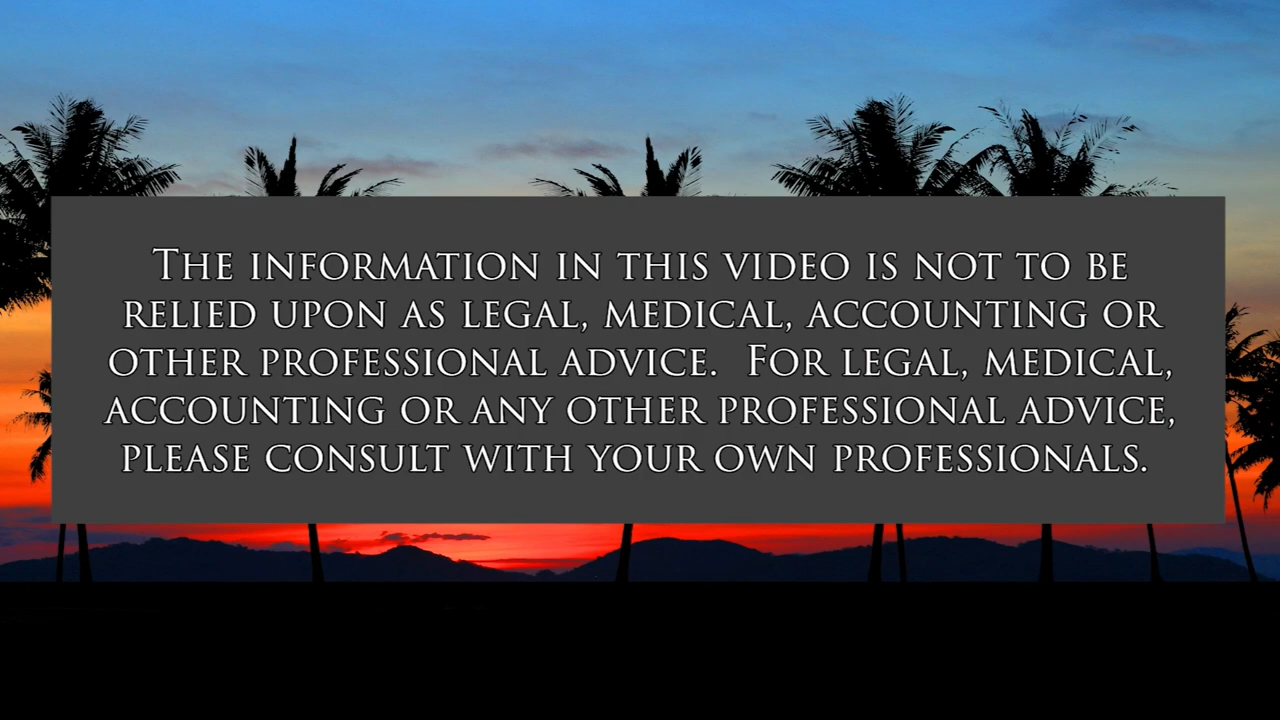 The information in this video is not to be
relied upon as legal, medical, accounting or
other professional advice.  For legal, medical,
accounting or any other professional advice,
please consult with your own professionals.